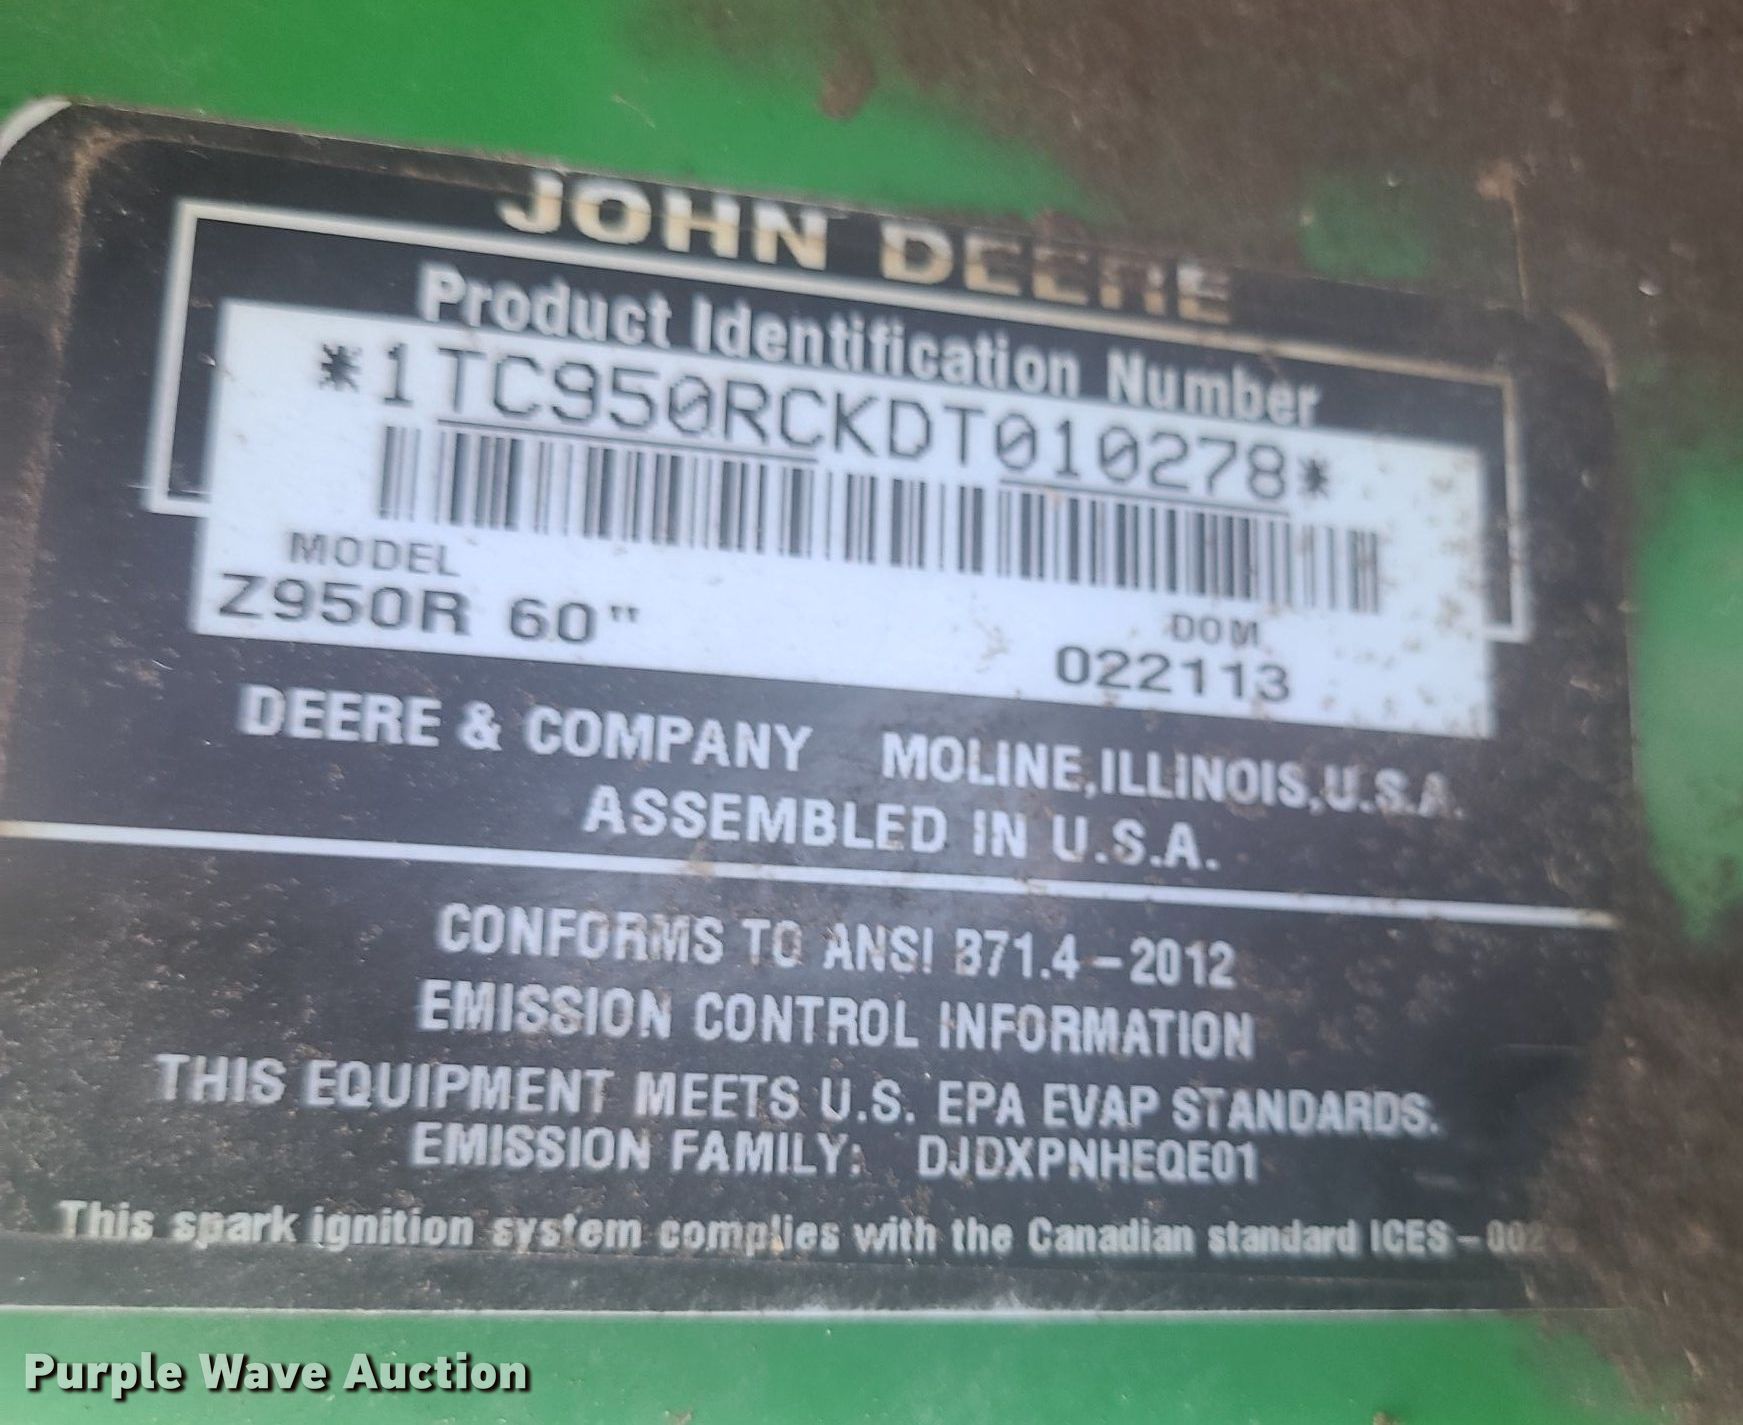 JOHN DEERE
Product Identification Number
*1TC950RCKDT010278*
MODEL
Z950R 60"
DOM
022113
DEERE & COMPANY MOLINE,ILLINOIS,U.S.A.
ASSEMBLED IN U.S.A.
CONFORMS TO ANSI B71.4-2012
EMISSION CONTROL INFORMATION
THIS EQUIPMENT MEETS U.S. EPA EVAP STANDARDS.
EMISSION FAMILY: DJDXPNHEQE01
This spark ignition system complies with the Canadian standard ICES-002
Purple Wave Auction